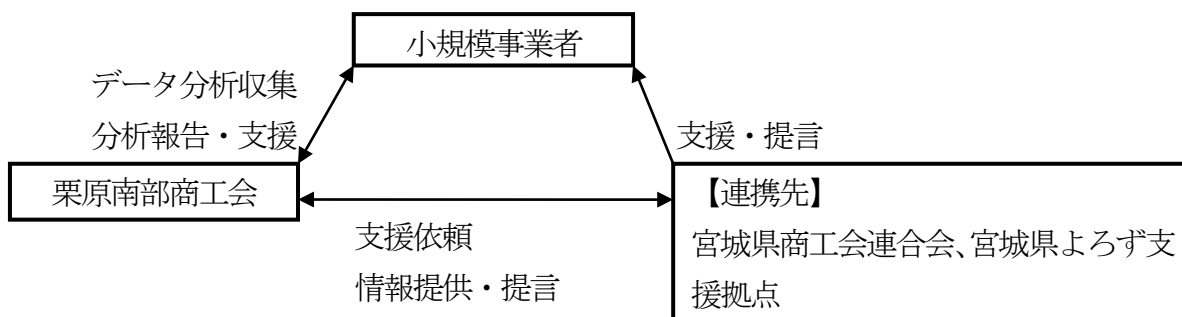 小規模事業者
データ分析収集
分析報告・支援
支援・提言
栗原南部商工会
【連携先】
宮城県商工会連合会、宮城県よろず支
援拠点
支援依頼
情報提供・提言